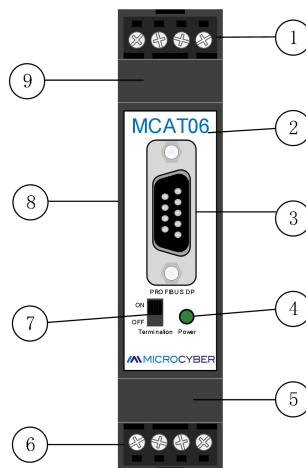 1
9
MCAT06
2
8
3
PROFIBUS DP
ON
OFF
7
4
Termination Power
MICROCYBER
5
6